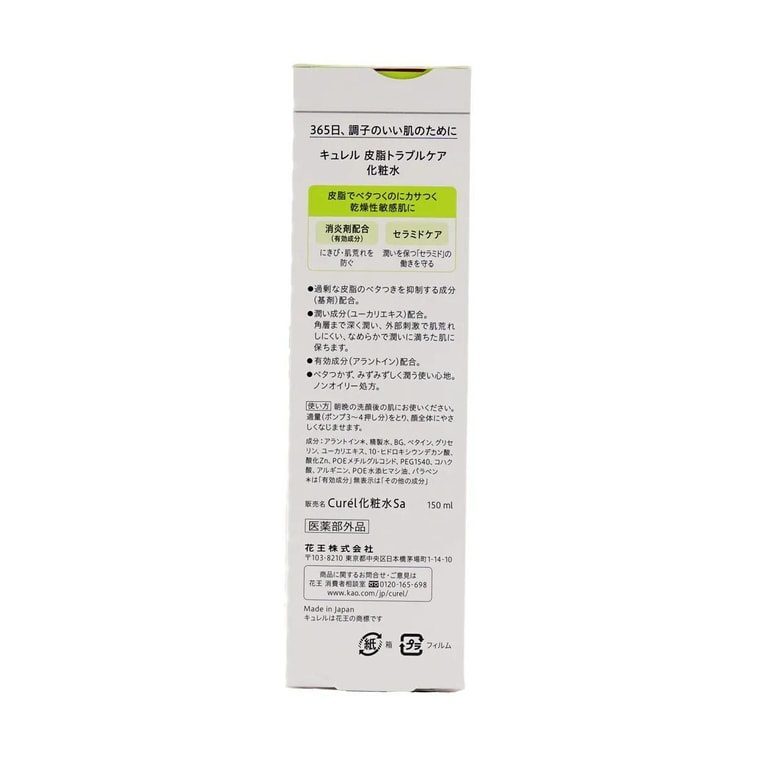 365日、調子のいい肌のために
キュレル 皮脂トラブルケア
化粧水
皮脂でベタつくのにカサつく
乾燥性敏感肌に
消炎剤配合
(有効成分)
にきび・肌荒れを
防ぐ
セラミドケア
潤いを保つ「セラミド」の
働きを守る
●過剰な皮脂のベタつきを抑制する成分
(基剤)配合。
●潤い成分(ユーカリエキス)配合。
角層まで深く潤い、外部刺激で肌荒れ
しにくい、なめらかで潤いに満ちた肌に
保ちます。
●有効成分(アラントイン)配合。
●ベタつかず、みずみずしく潤う使い心地。
ノンオイリー処方。
使い方 朝晩の洗顔後の肌にお使いください。
適量(ポンプ3〜4押し分)をとり、顔全体にやさ
しくなじませます。
成分:アラントイン*、精製水、BG、ベタイン、グリセ
リン、ユーカリエキス、10-ヒドロキシウンデカン酸、
酸化Zn、POEメチルグルコシド、PEG1540、コハク
酸、アルギニン、POE水添ヒマシ油、パラベン
*は「有効成分」無表示は「その他の成分」
販売名 Curél化粧水Sa 150 ml
医薬部外品
花王株式会社
〒103-8210 東京都中央区日本橋茅場町1-14-10
商品に関するお問合せ・ご意見は
花王 消費者相談室 0120-165-698
www.kao.com/jp/curel/
Made in Japan
キュレルは花王の商標です
紙 箱 プラ フィルム